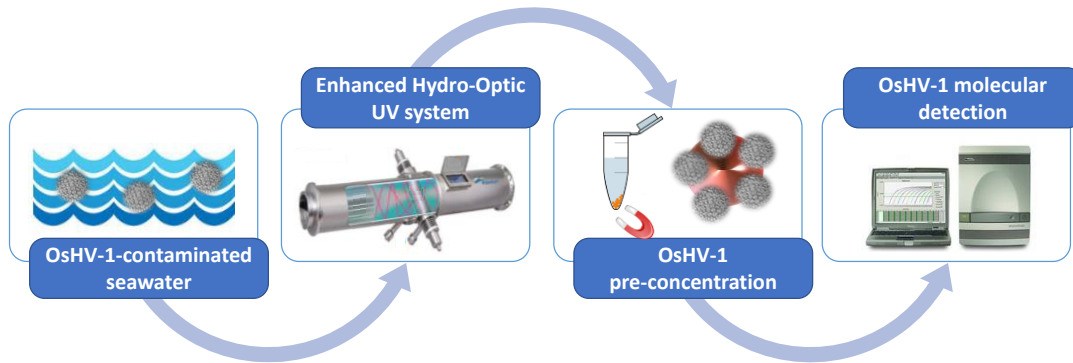 OsHV-1-contaminated
seawater
Enhanced Hydro-Optic
UV system
OsHV-1
pre-concentration
OsHV-1 molecular
detection